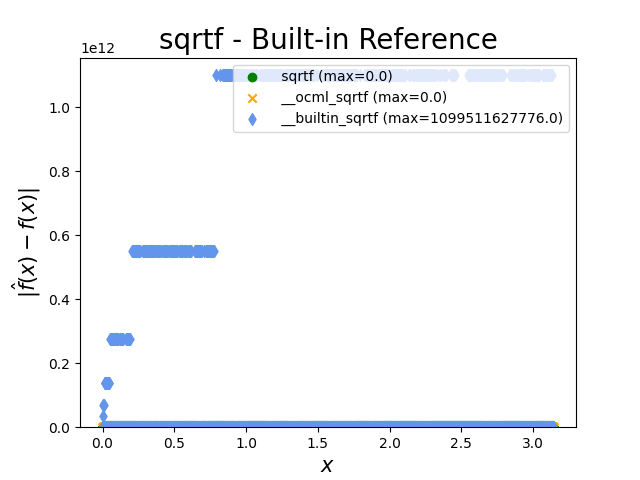 sqrtf - Built-in Reference
1e12
sqrtf (max=0.0)
__ocml_sqrtf (max=0.0)
__builtin_sqrtf (max=1099511627776.0)
1.0
0.8
0.6
0.4
0.2
0.0
|f̂(x) − f(x)|
0.0 0.5 1.0 1.5 2.0 2.5 3.0
x